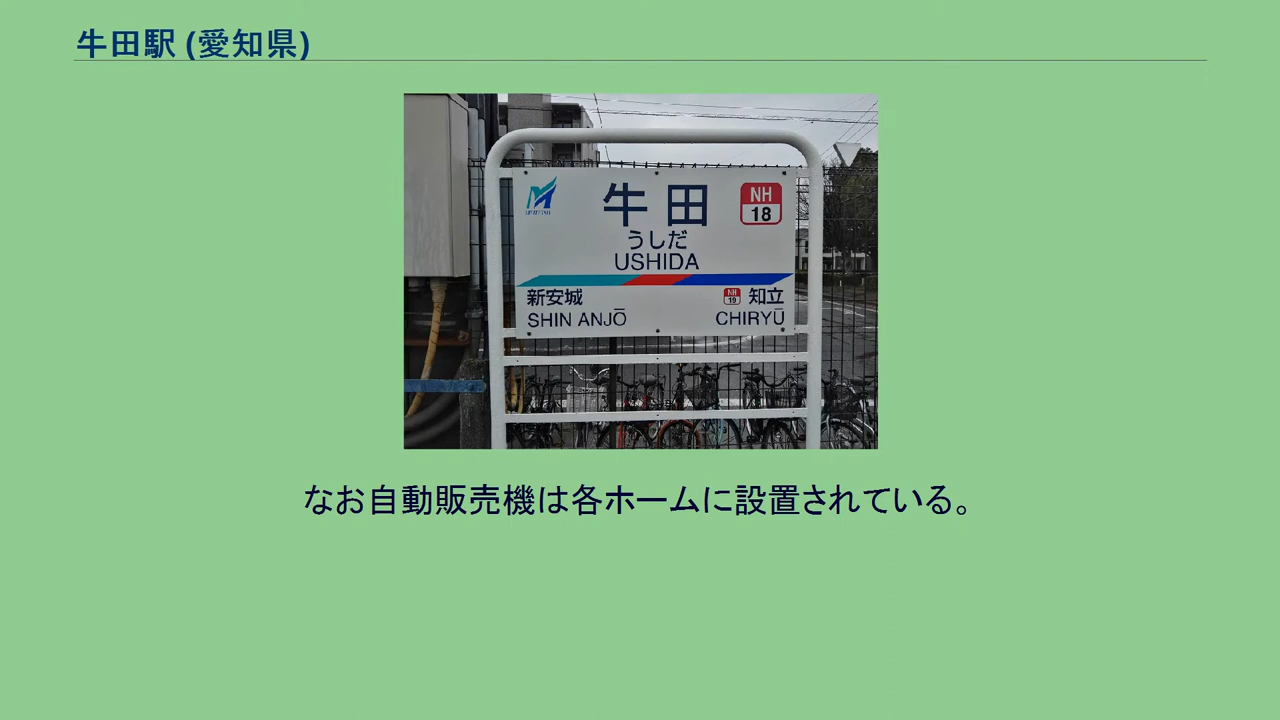 牛田駅 (愛知県)
牛田
NH
18
うしだ
USHIDA
新安城
NH
19
知立
SHIN ANJŌ
CHIRYŪ
なお自動販売機は各ホームに設置されている。